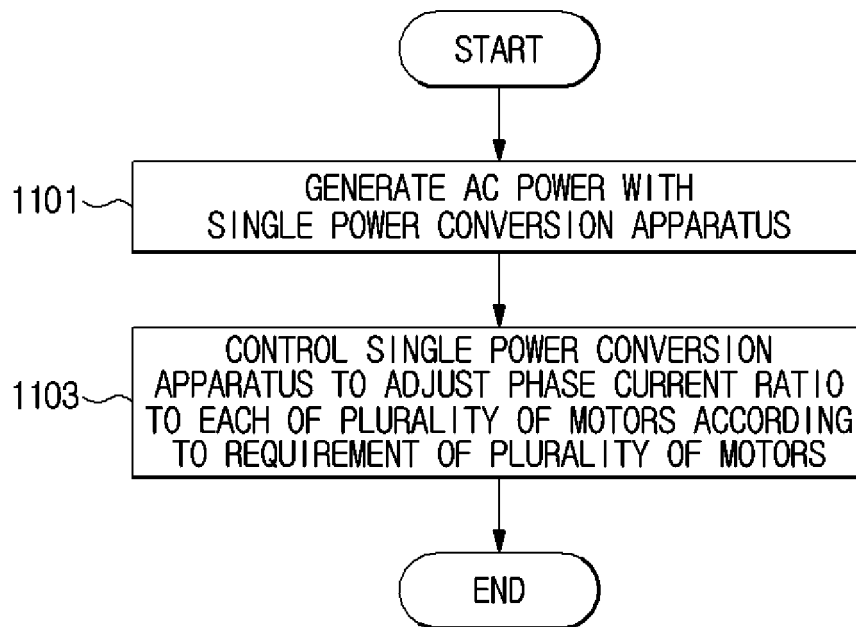 START
1101
GENERATE AC POWER WITH
SINGLE POWER CONVERSION APPARATUS
1103
CONTROL SINGLE POWER CONVERSION
APPARATUS TO ADJUST PHASE CURRENT RATIO
TO EACH OF PLURALITY OF MOTORS ACCORDING
TO REQUIREMENT OF PLURALITY OF MOTORS
END